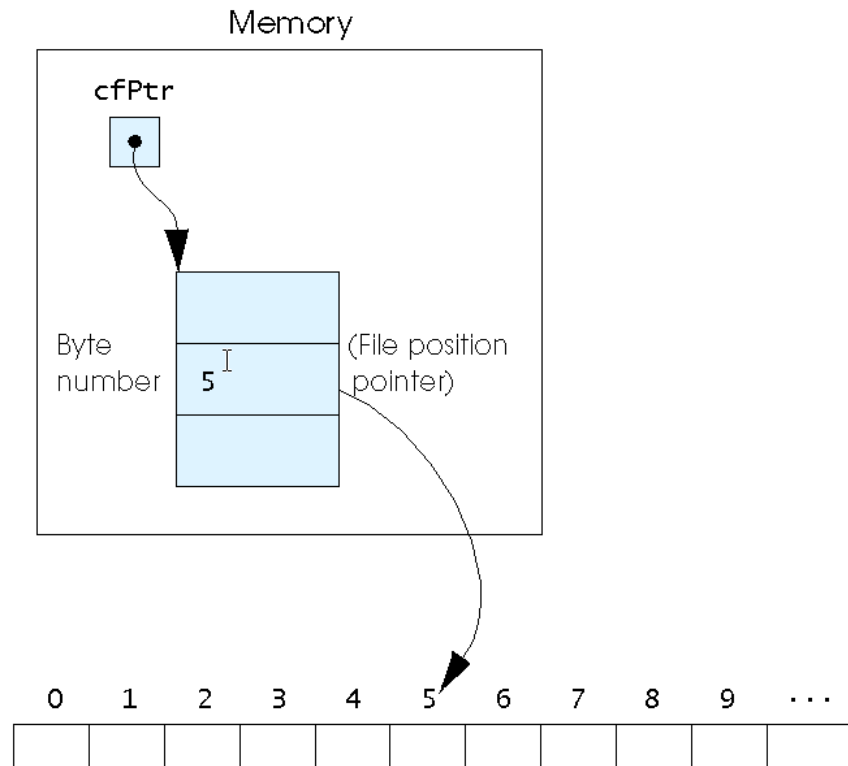 Memory
cfPtr
Byte
number
5
(File position
pointer)
0 1 2 3 4 5 6 7 8 9 ...